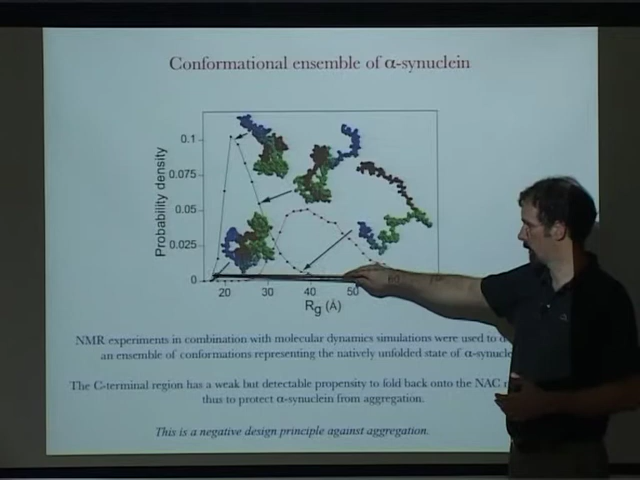 Conformational ensemble of α-synuclein
0.1
0.075
0.05
0.025
0
Probability density
20
30
40
50
60
Rg (Å)
NMR experiments in combination with molecular dynamics simulations were used to
an ensemble of conformations representing the natively unfolded state of
The C-terminal region has a weak but detectable propensity to fold back onto the NAC
thus to protect α-synuclein from aggregation.
This is a negative design principle against aggregation.